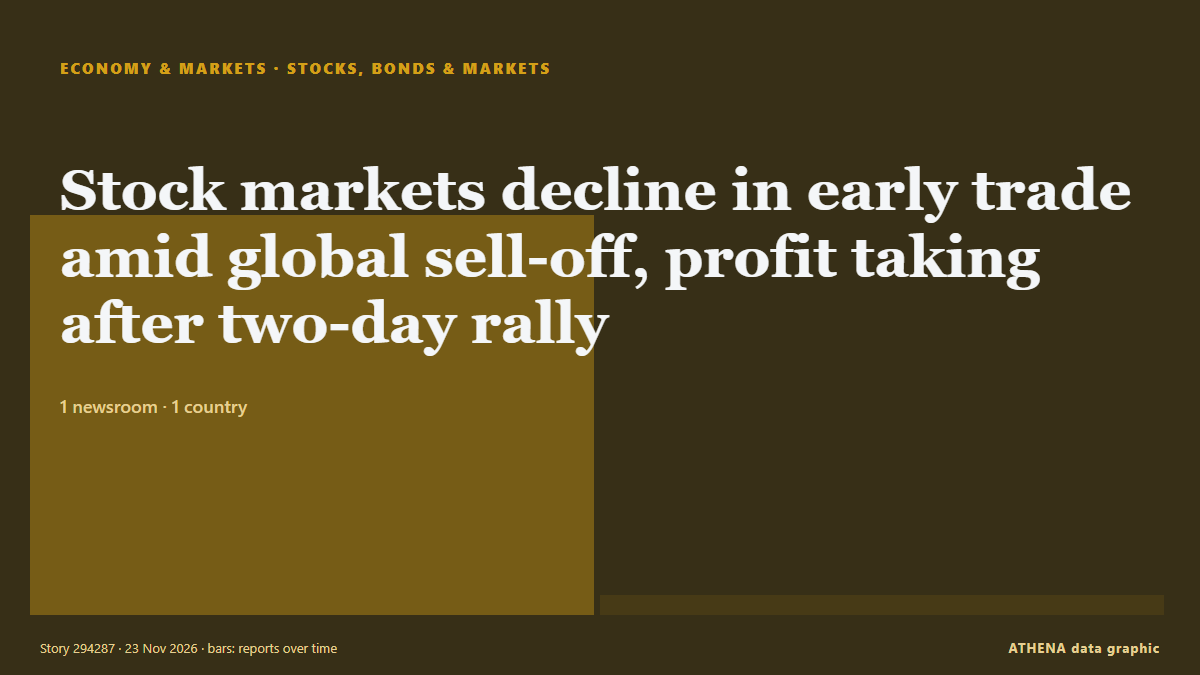 ECONOMY & MARKETS · STOCKS, BONDS & MARKETS
Stock markets decline in early trade
amid global sell-off, profit taking
after two-day rally
1 newsroom · 1 country
Story 294287 · 23 Nov 2026 · bars: reports over time
ATHENA data graphic